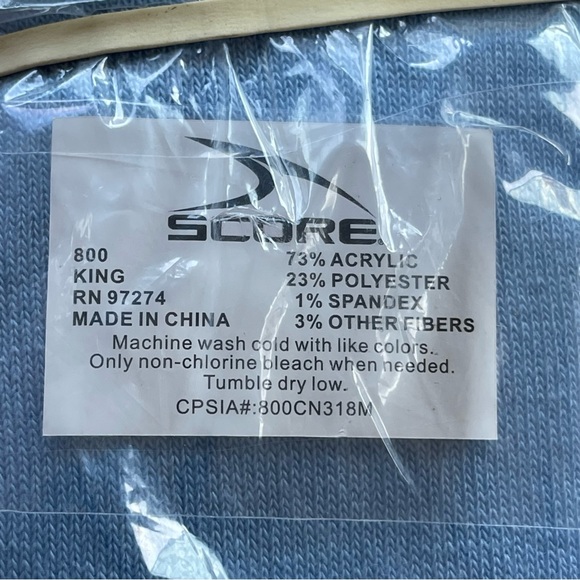 SCORE
800
KING
RN 97274
MADE IN CHINA
73% ACRYLIC
23% POLYESTER
1% SPANDEX
3% OTHER FIBERS
Machine wash cold with like colors.
Only non-chlorine bleach when needed.
Tumble dry low.
CPSIA#:800CN318M